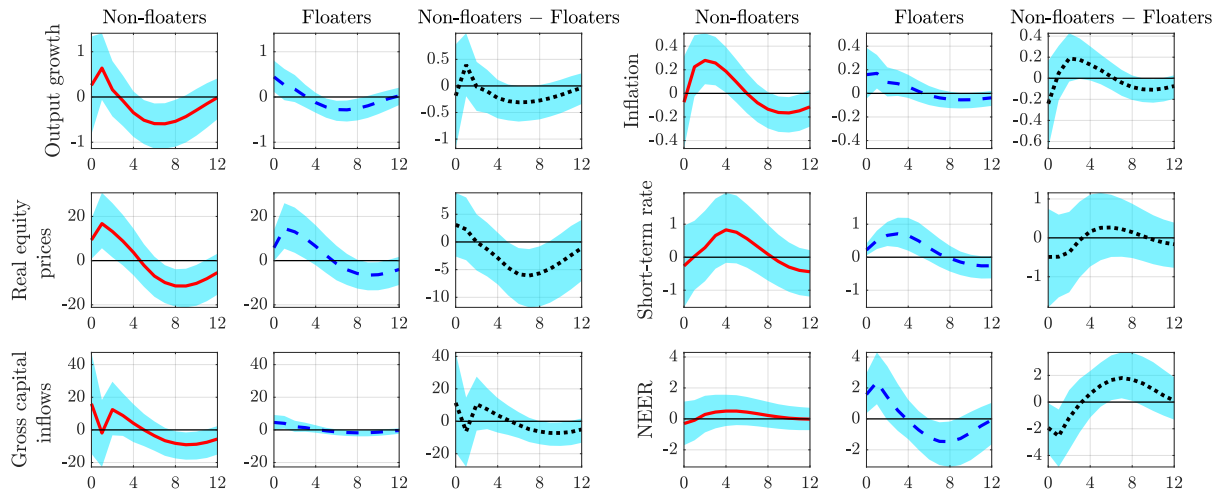 Non-floaters Floaters Non-floaters − Floaters Non-floaters Floaters Non-floaters − Floaters
Output growth
1
0
-1
0 4 8 12
1
0
-1
0 4 8 12
0.5
0.0
-0.5
-1
0 4 8 12
Inflation
0.4
0.2
0
-0.2
-0.4
0 4 8 12
0.4
0.2
0
-0.2
-0.4
0 4 8 12
0.4
0.2
0
-0.2
-0.4
-0.6
0 4 8 12
Real equity
prices
20
0
-20
0 4 8 12
20
0
-20
0 4 8 12
5
0
-5
-10
0 4 8 12
Short-term rate
1
0
-1
0 4 8 12
1
0
-1
0 4 8 12
1
0
-1
0 4 8 12
Gross capital
inflows
40
20
0
-20
0 4 8 12
40
20
0
-20
0 4 8 12
40
20
0
-20
0 4 8 12
NEER
4
2
0
-2
0 4 8 12
4
2
0
-2
0 4 8 12
2
0
-2
-4
0 4 8 12